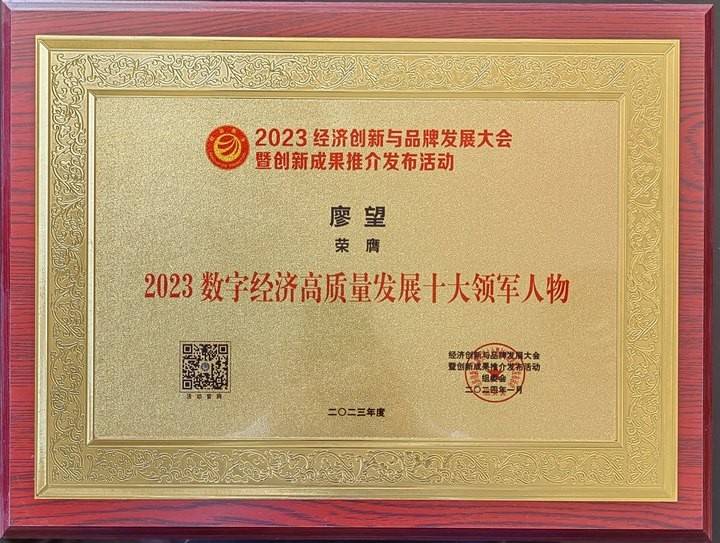 2023 经济创新与品牌发展大会
暨创新成果推介发布活动
廖望
荣膺
2023 数字经济高质量发展十大领军人物
活动官网
经济创新与品牌发展大会
暨创新成果推介发布活动
组委会
二〇二四年一月
二〇二三年度